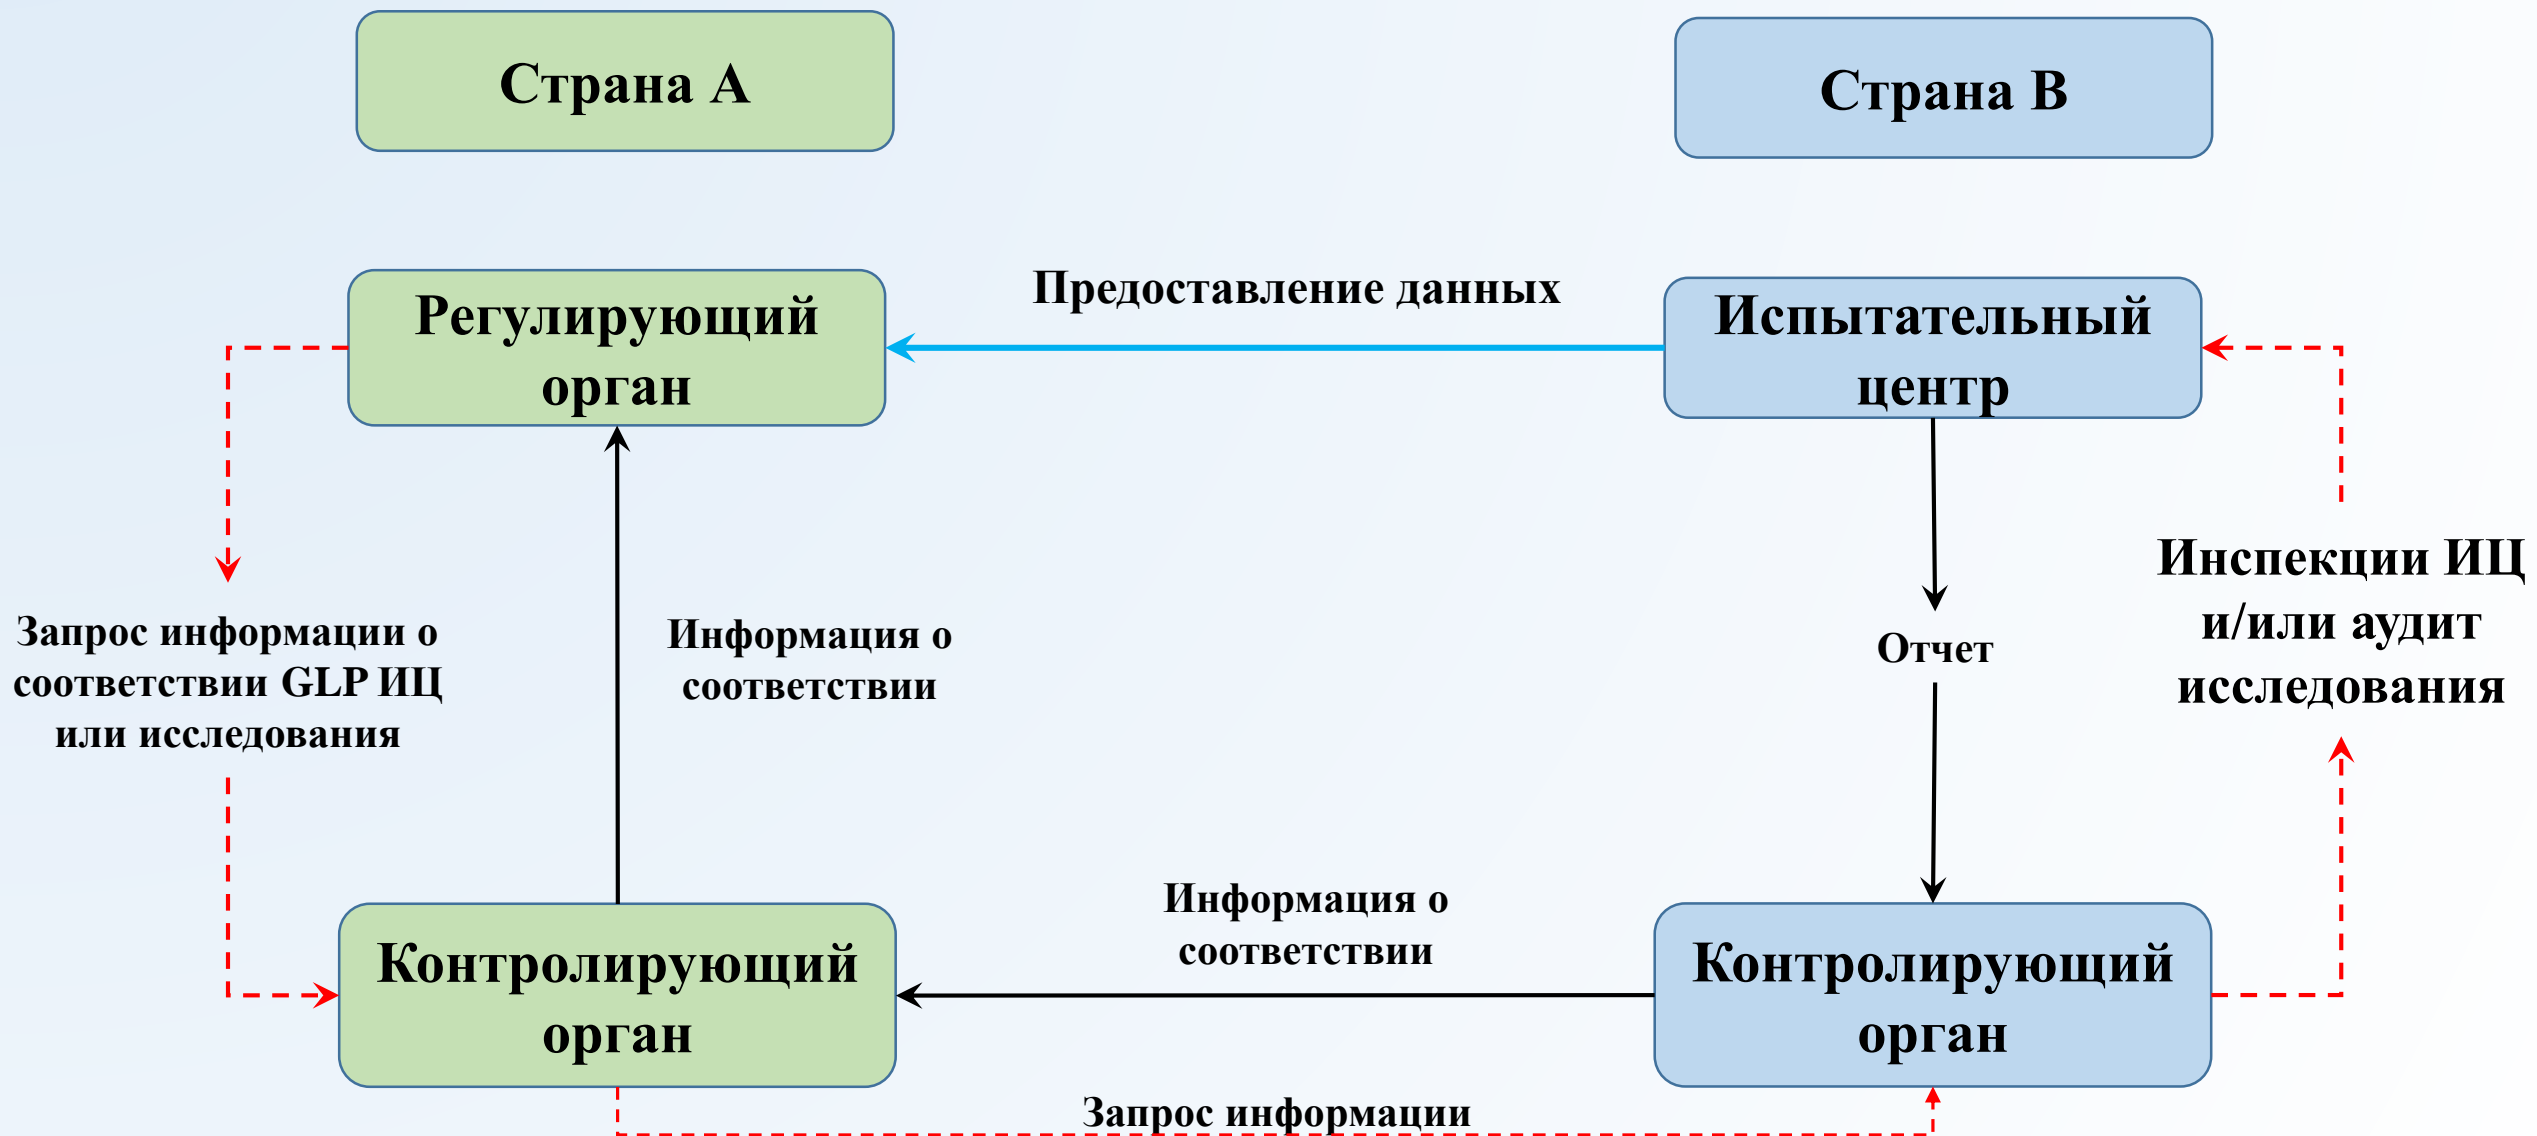 Страна А
Страна В
Регулирующий
орган
Предоставление данных
Испытательный
центр
Запрос информации о
соответствии GLP ИЦ
или исследования
Информация о
соответствии
Отчет
Инспекции ИЦ
и/или аудит
исследования
Контролирующий
орган
Информация о
соответствии
Контролирующий
орган
Запрос информации